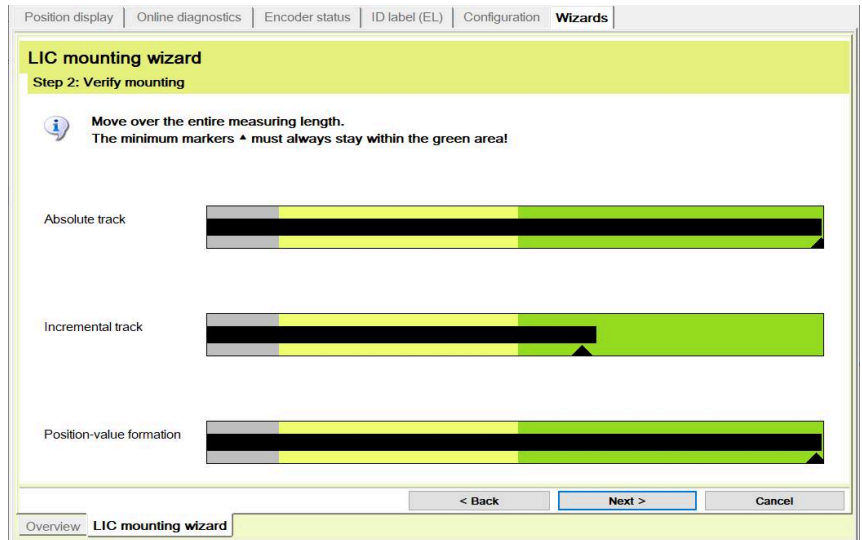 Position display Online diagnostics Encoder status ID label (EL) Configuration Wizards
LIC mounting wizard
Step 2: Verify mounting
Move over the entire measuring length.
The minimum markers ▲ must always stay within the green area!
Absolute track
Incremental track
Position-value formation
< Back Next > Cancel
Overview LIC mounting wizard